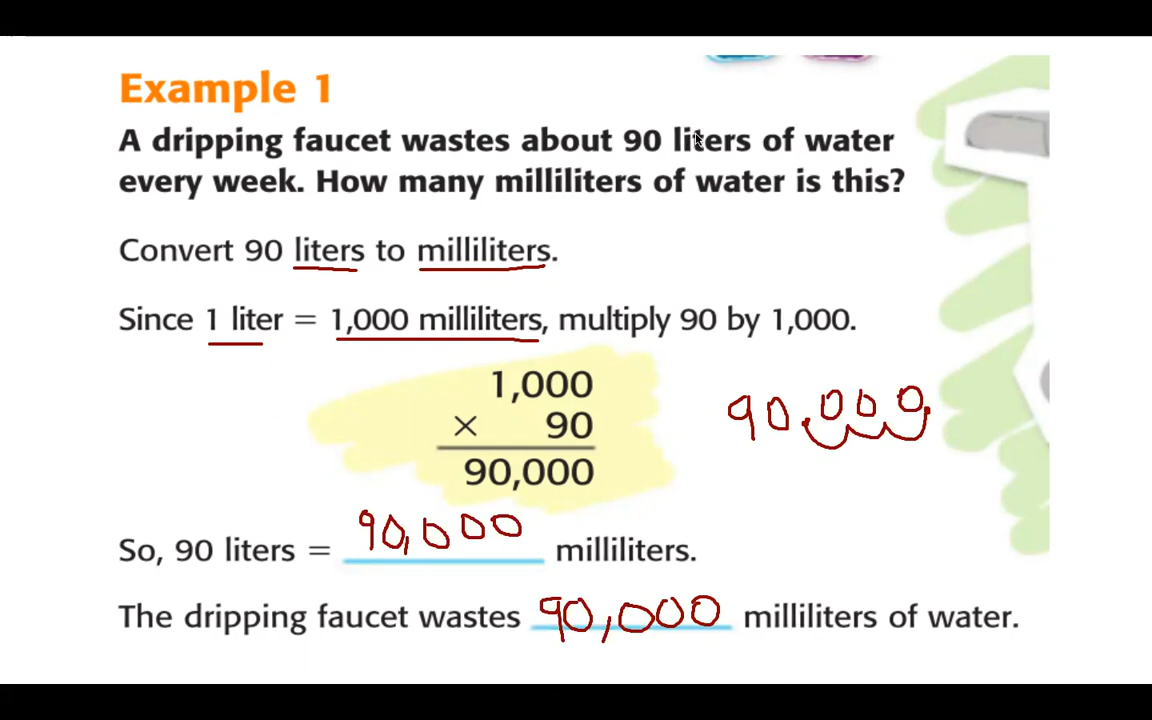 Example 1
A dripping faucet wastes about 90 liters of water
every week. How many milliliters of water is this?
Convert 90 liters to milliliters.
Since 1 liter = 1,000 milliliters, multiply 90 by 1,000.
1,000
× 90
90,000
90.000.
So, 90 liters = 90,000 milliliters.
The dripping faucet wastes 90,000 milliliters of water.